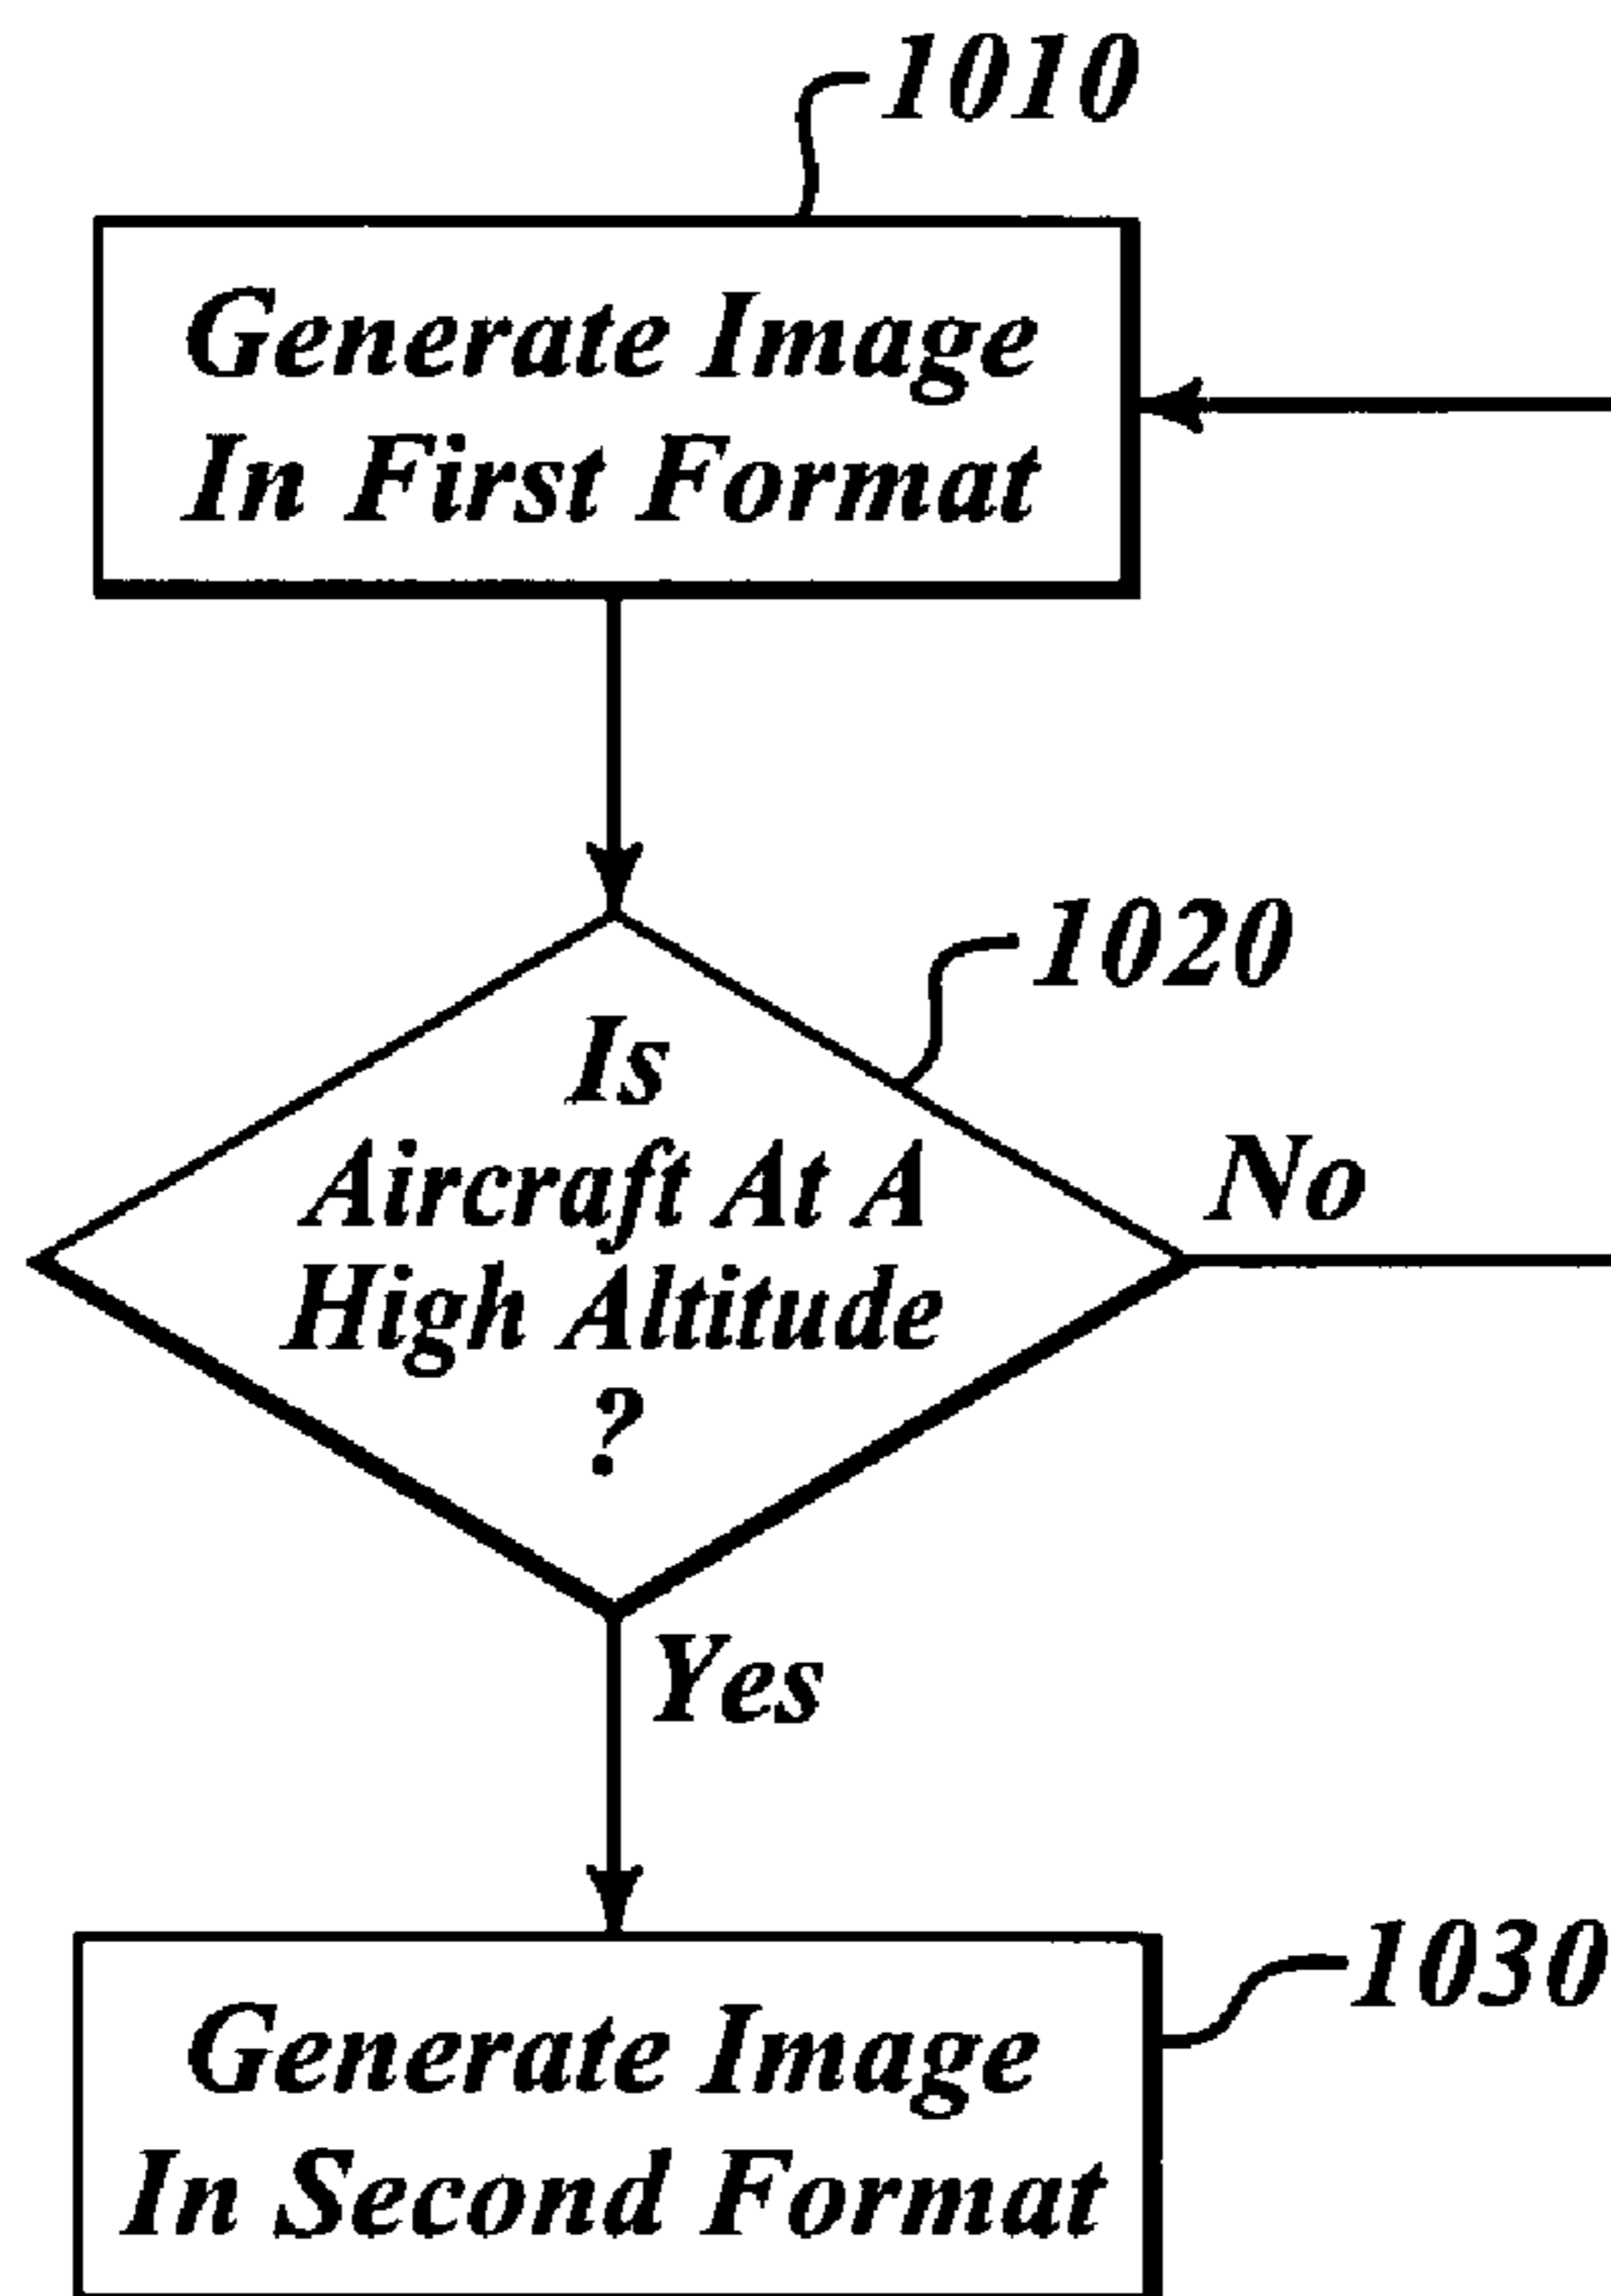 1010
Generate Image
In First Format
1020
Is
Aircraft At A
High Altitude
?
No
Yes
1030
Generate Image
In Second Format